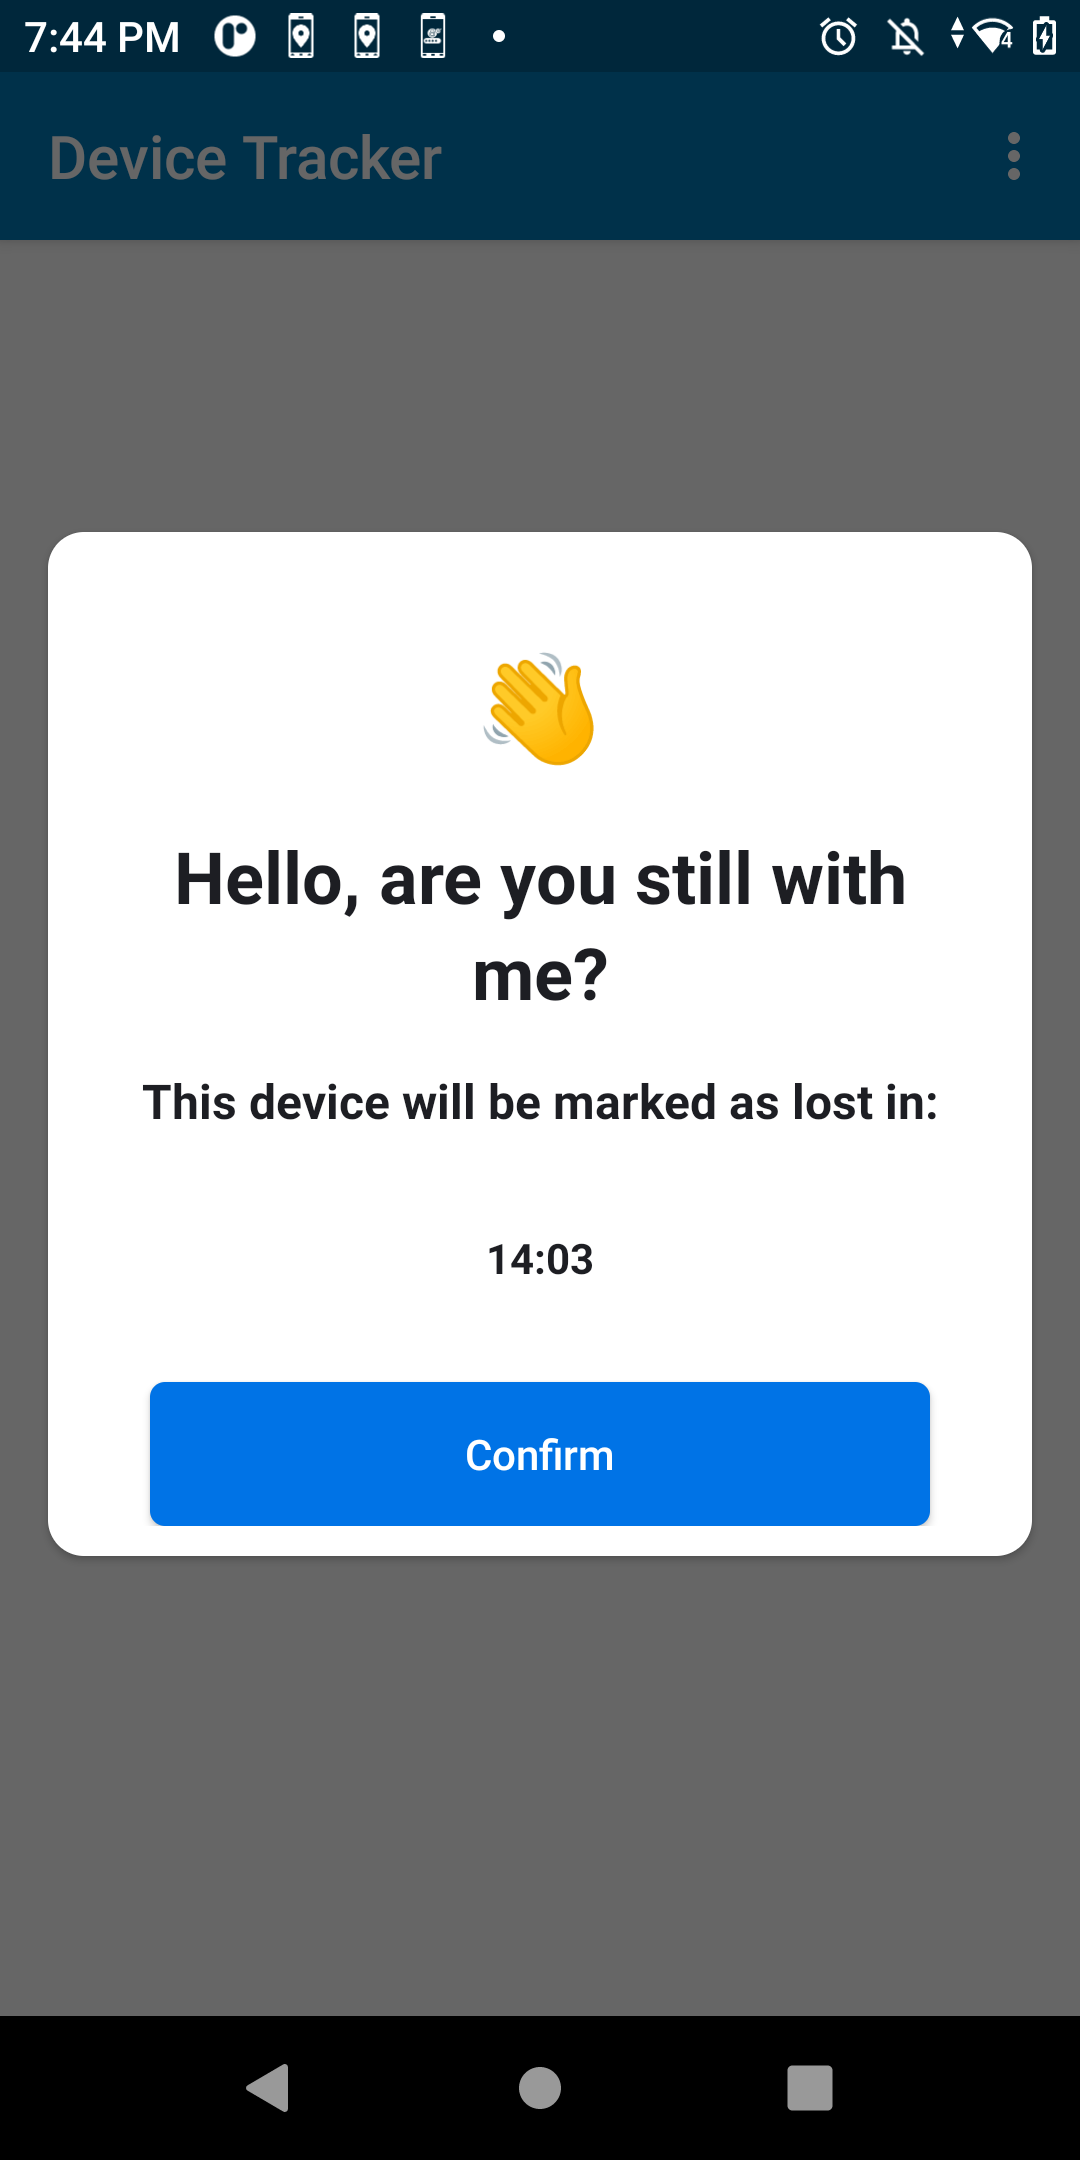 7:44 PM
4
Device Tracker
Hello, are you still with
me?
This device will be marked as lost in:
14:03
Confirm